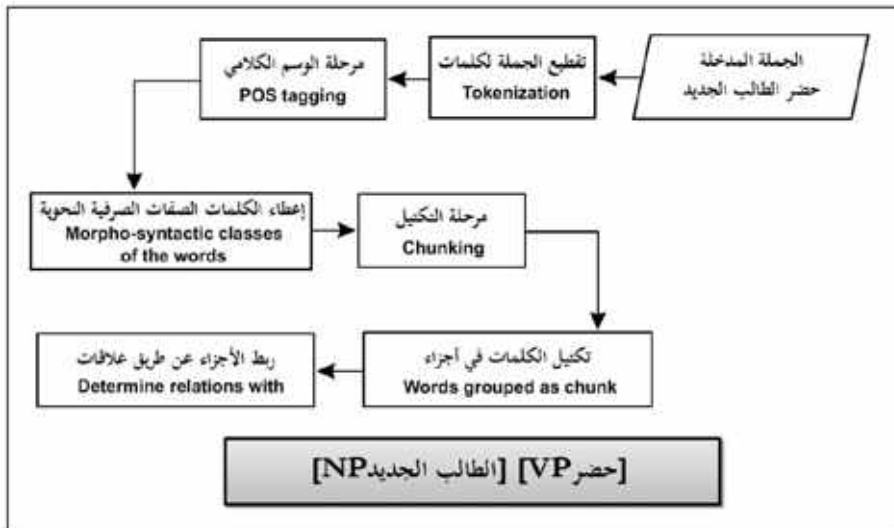 الجملة المدخلة
حضر الطالب الجديد
تقطيع الجملة لكلمات
Tokenization
مرحلة الوسم الكلامي
POS tagging
إعطاء الكلمات الصفات الصرفية النحوية
Morpho-syntactic classes
of the words
مرحلة التكتيل
Chunking
تكتيل الكلمات في أجزاء
Words grouped as chunk
ربط الأجزاء عن طريق علاقات
Determine relations with
[حضرVP] [الطالب الجديدNP]